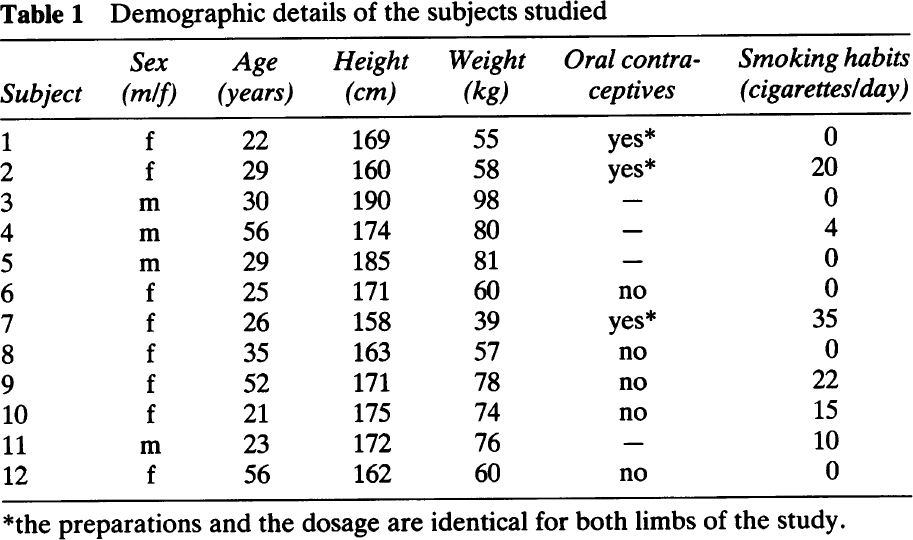 Table 1 Demographic details of the subjects studied
Sex Age Height Weight Oral contra- Smoking habits
Subject (m/f) (years) (cm) (kg) ceptives (cigarettes/day)
1 f 22 169 55 yes* 0
2 f 29 160 58 yes* 20
3 m 30 190 98 — 0
4 m 56 174 80 — 4
5 m 29 185 81 — 0
6 f 25 171 60 no 0
7 f 26 158 39 yes* 35
8 f 35 163 57 no 0
9 f 52 171 78 no 22
10 f 21 175 74 no 15
11 m 23 172 76 — 10
12 f 56 162 60 no 0
*the preparations and the dosage are identical for both limbs of the study.